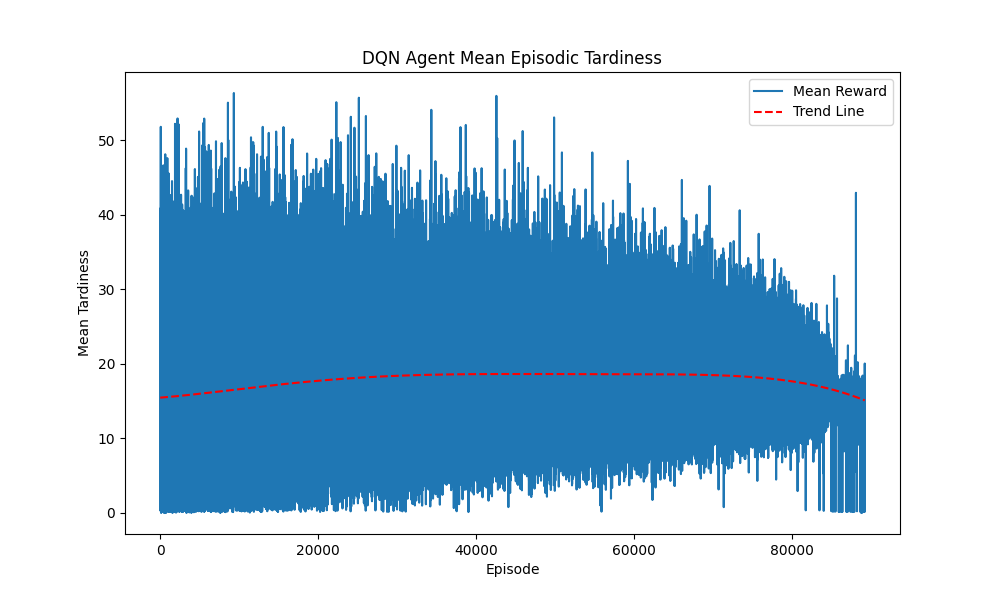 DQN Agent Mean Episodic Tardiness
Mean Reward
Trend Line
50
40
30
20
10
0
Mean Tardiness
0 20000 40000 60000 80000
Episode